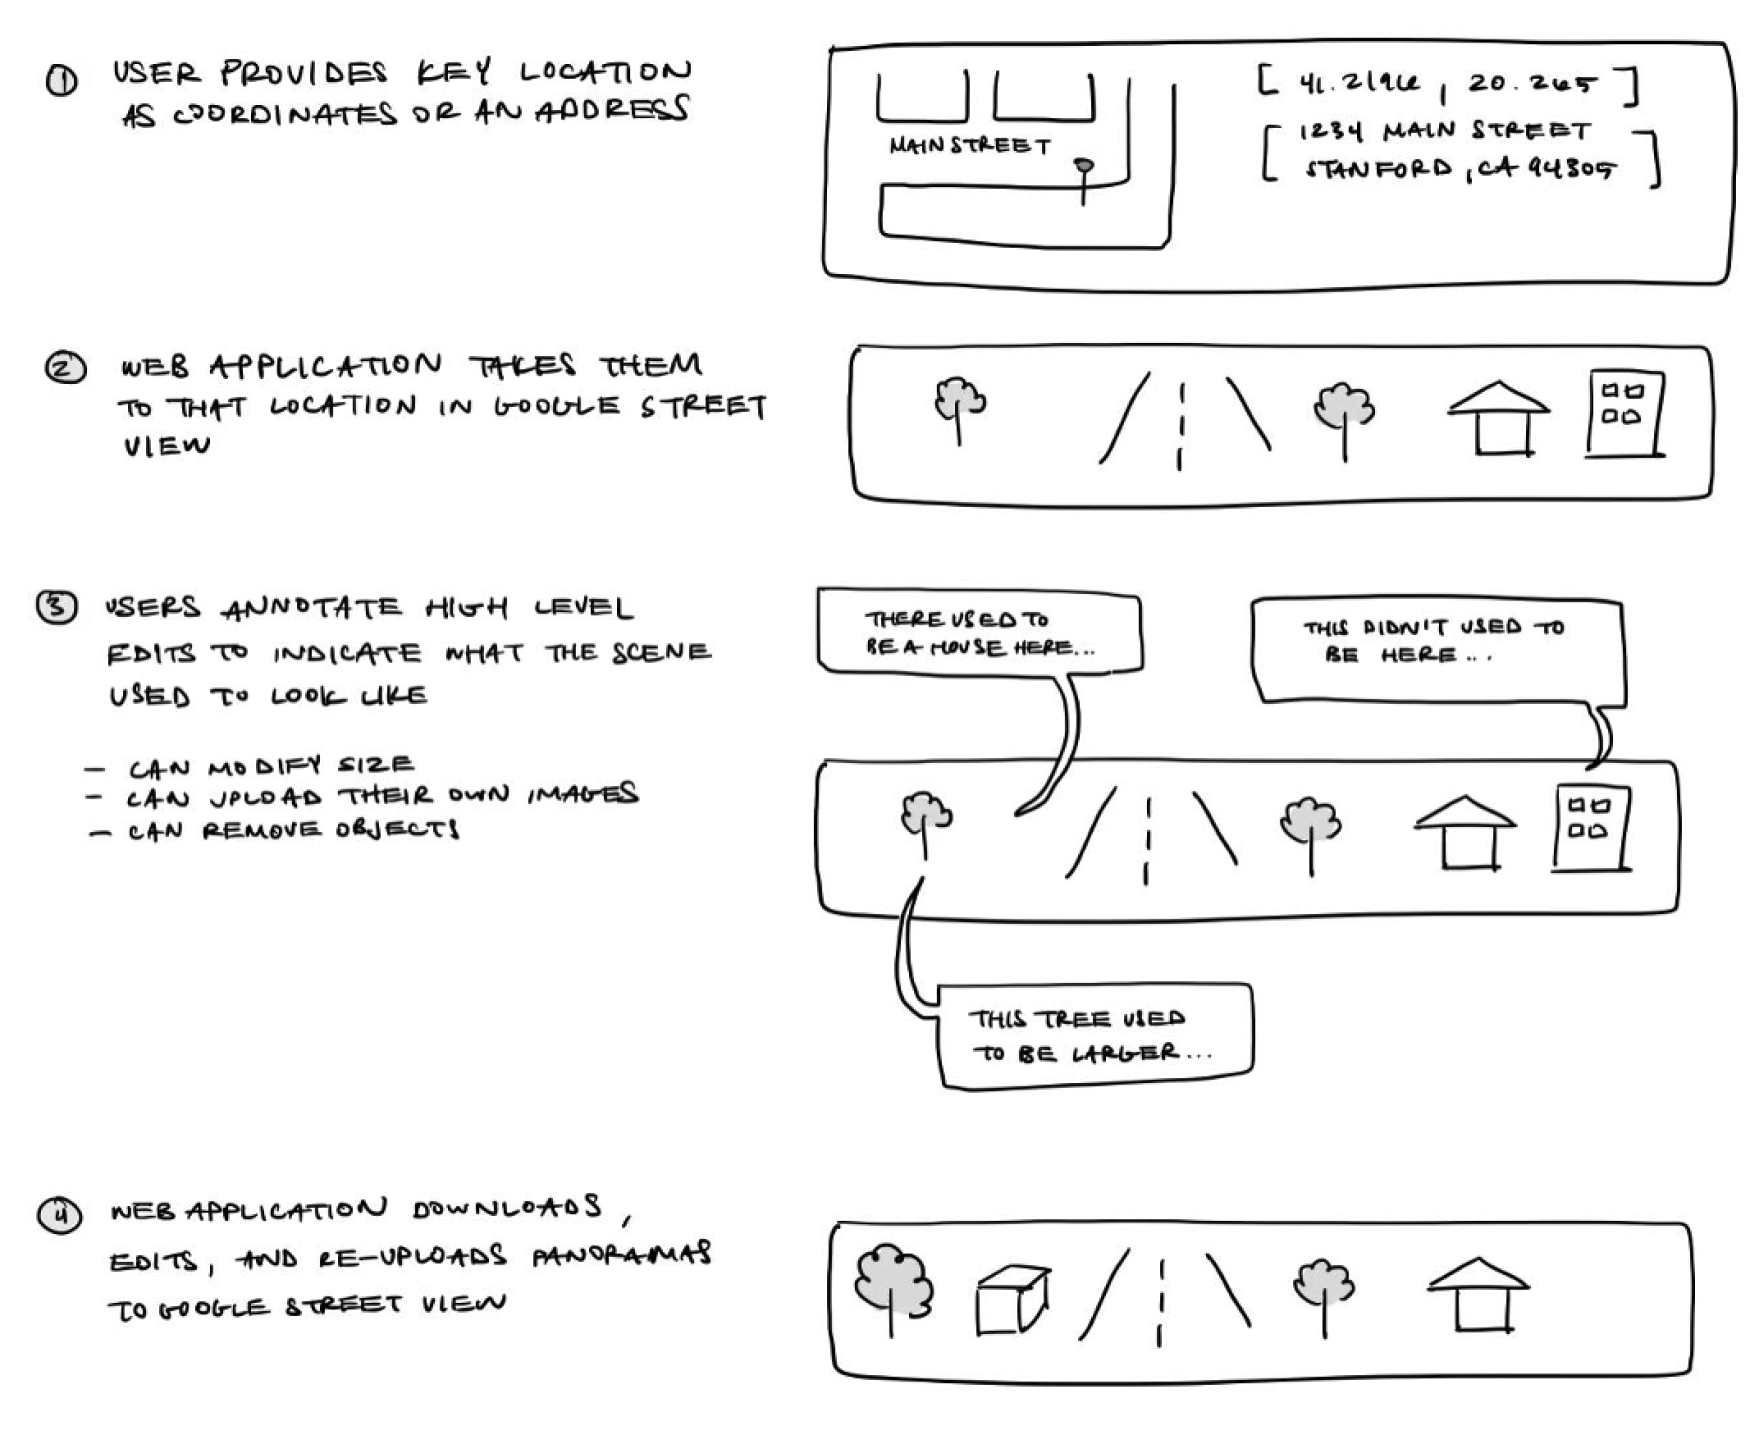 1 USER PROVIDES KEY LOCATION
AS COORDINATES OR AN ADDRESS
MAIN STREET
[ 41.2196, 20.265 ]
[ 1234 MAIN STREET
STANFORD, CA 94305 ]
2 WEB APPLICATION TAKES THEM
TO THAT LOCATION IN GOOGLE STREET
VIEW
3 USERS ANNOTATE HIGH LEVEL
EDITS TO INDICATE WHAT THE SCENE
USED TO LOOK LIKE
- CAN MODIFY SIZE
- CAN UPLOAD THEIR OWN IMAGES
- CAN REMOVE OBJECTS
THERE USED TO
BE A HOUSE HERE...
THIS DIDN'T USED TO
BE HERE...
THIS TREE USED
TO BE LARGER...
4 WEB APPLICATION DOWNLOADS,
EDITS, AND RE-UPLOADS PANORAMAS
TO GOOGLE STREET VIEW